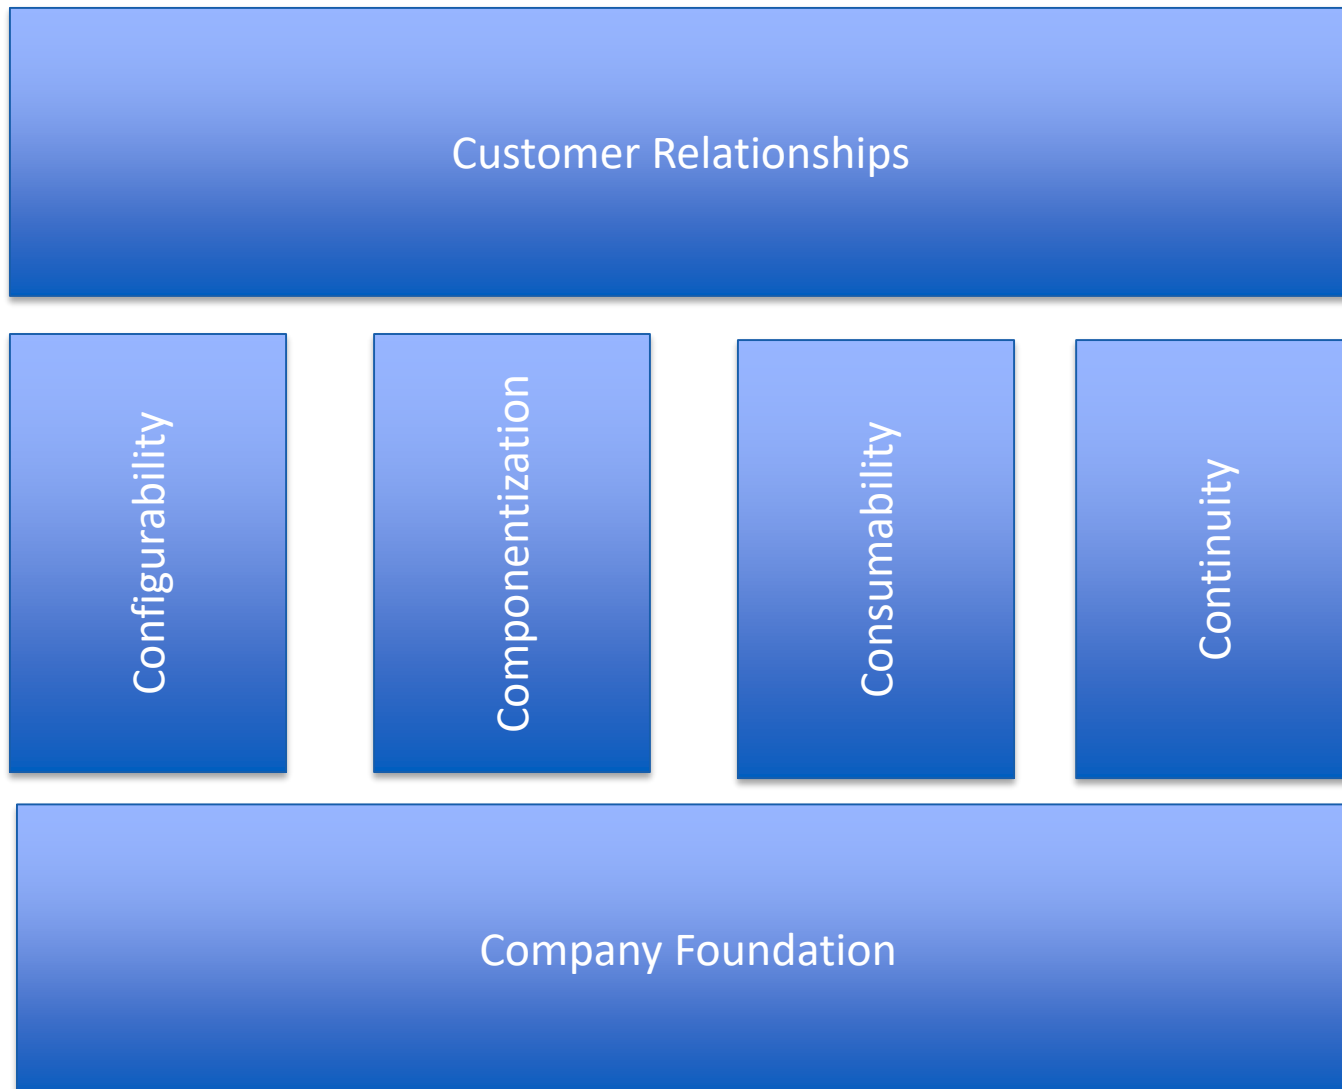 Customer Relationships
Configurability
Componentization
Consumability
Continuity
Company Foundation